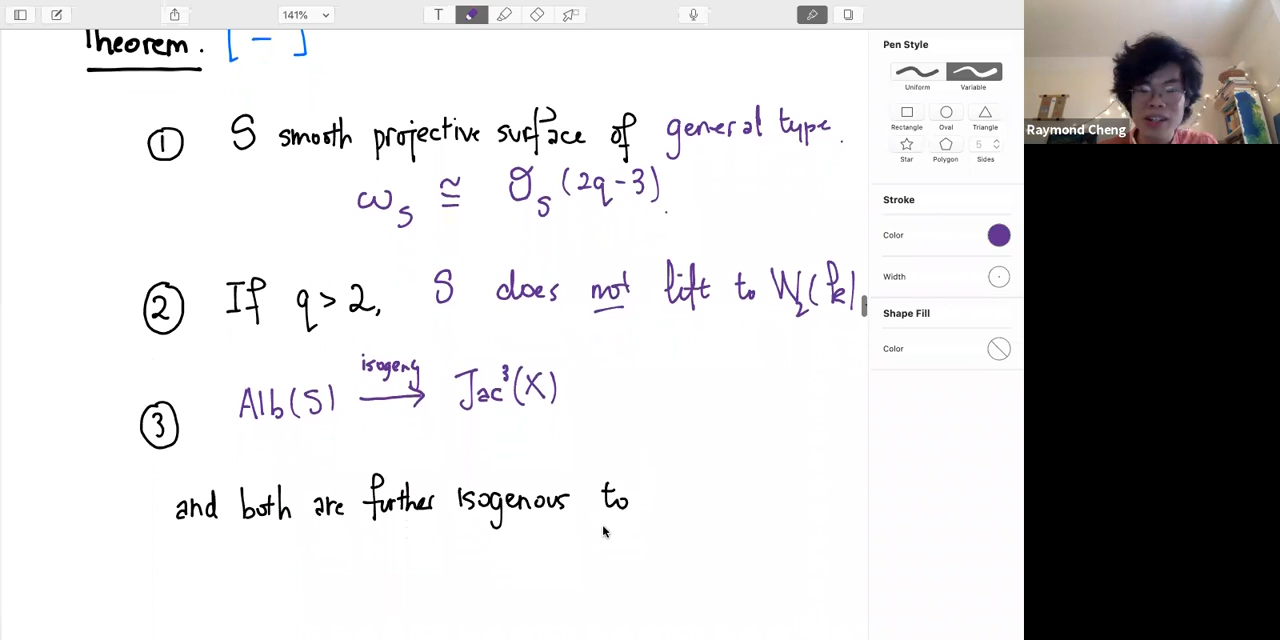 141%
T
Theorem. [ - ]
① S smooth projective surface of general type.
ω_S ≅ O_S (2q-3).
② If q > 2, S does not lift to W_2(k)
isogeny
③ Alb(S) → Jac^3(X)
and both are further isogenous to
Pen Style
Uniform Variable
Rectangle Oval Triangle
Star Polygon 5 Sides
Stroke
Color
Width
Shape Fill
Color
Raymond Cheng